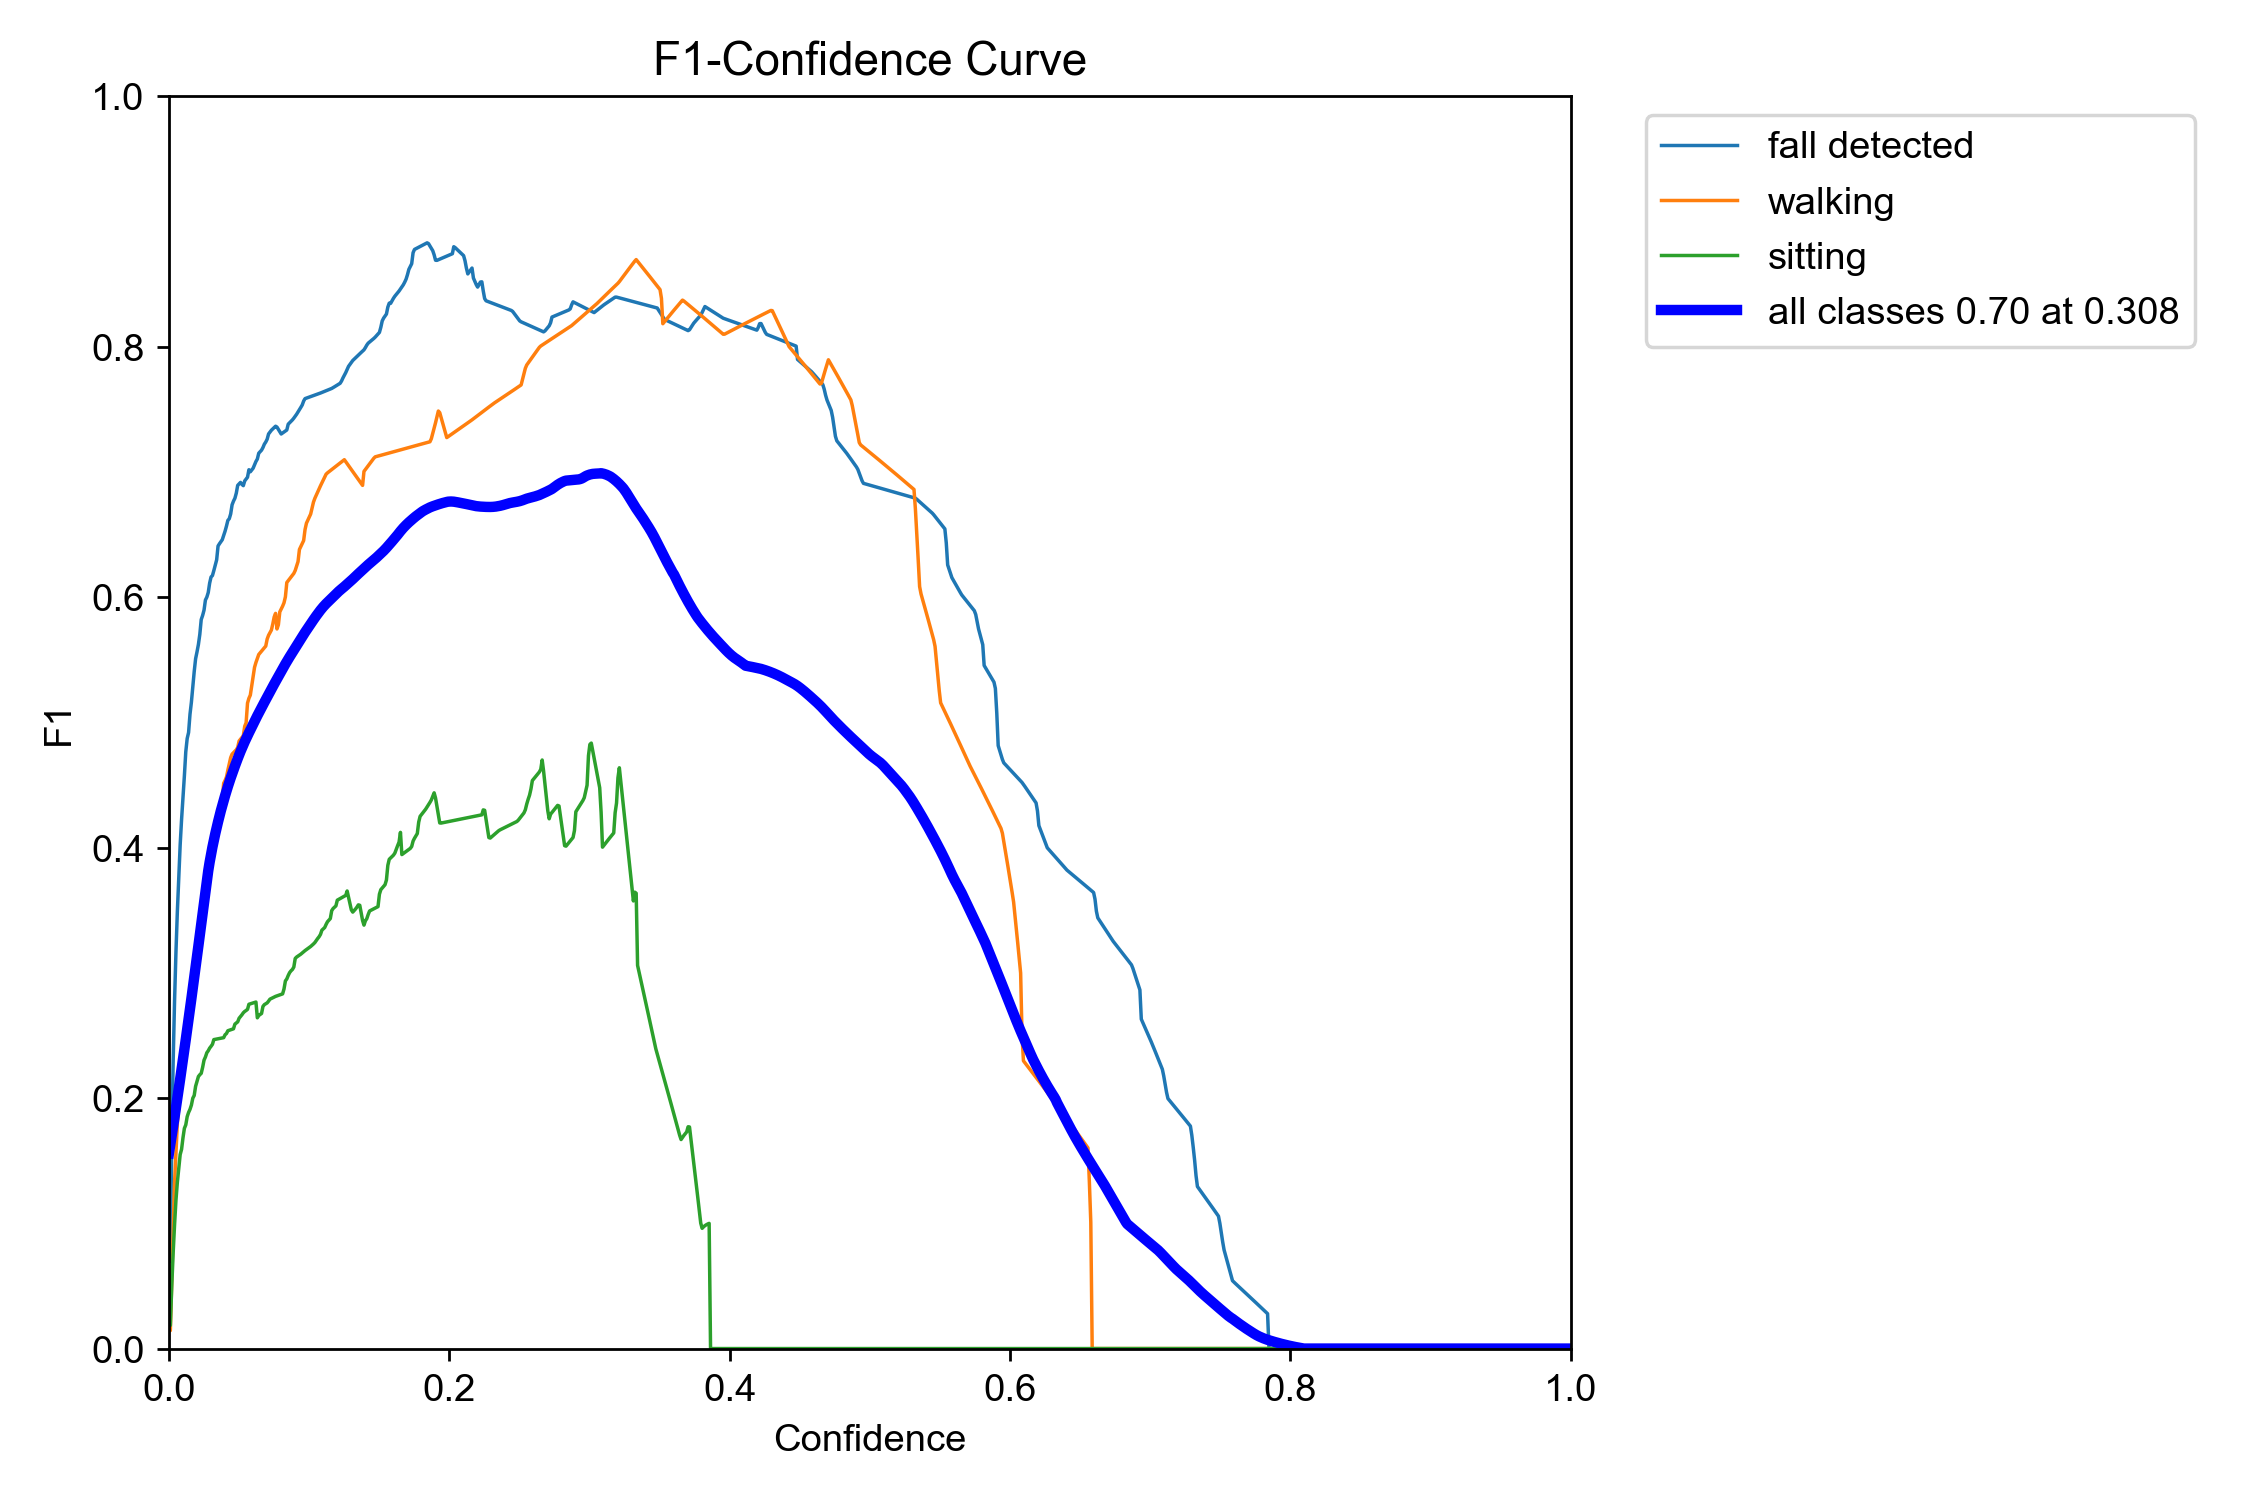 F1-Confidence Curve
1.0
0.8
0.6
0.4
0.2
0.0
F1
0.0 0.2 0.4 0.6 0.8 1.0
Confidence
fall detected
walking
sitting
all classes 0.70 at 0.308